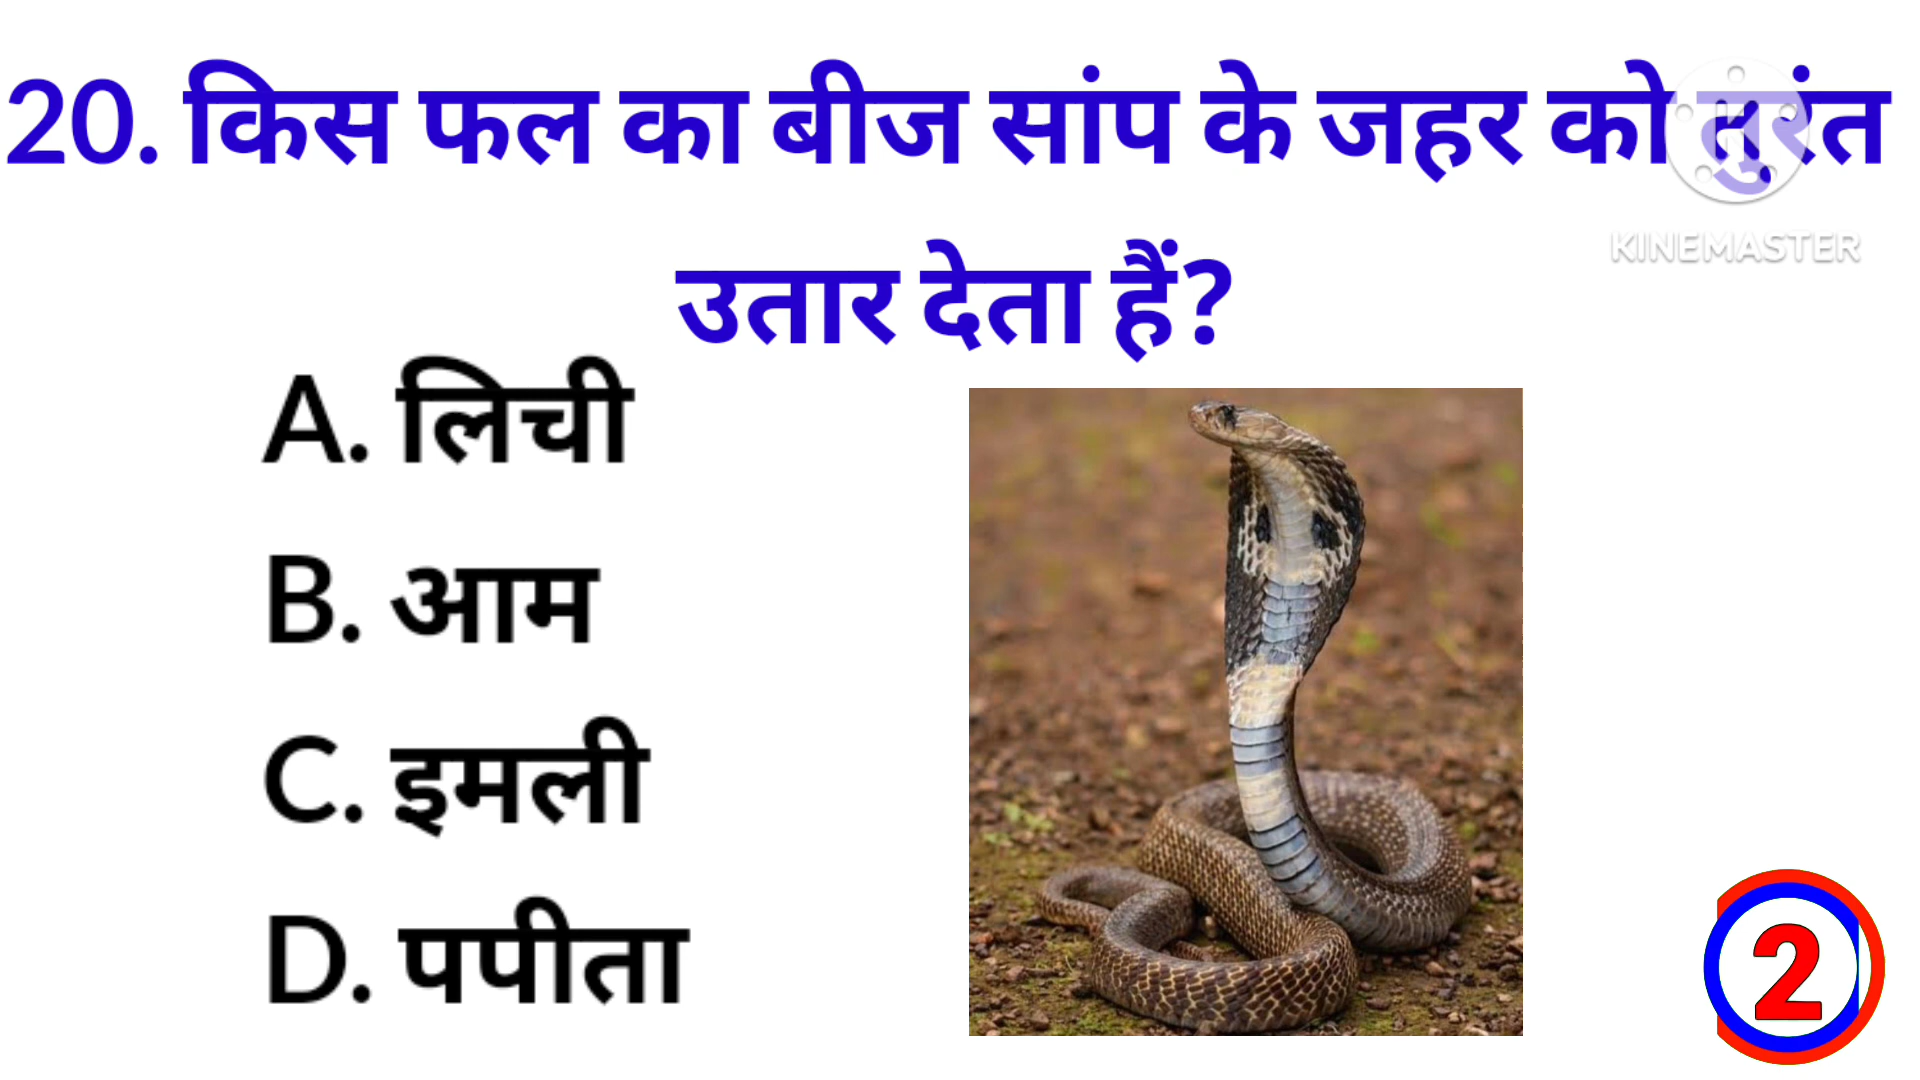 20. किस फल का बीज सांप के जहर को तुरंत
उतार देता हैं?
KINEMASTER
A. लिची
B. आम
C. इमली
D. पपीता
2